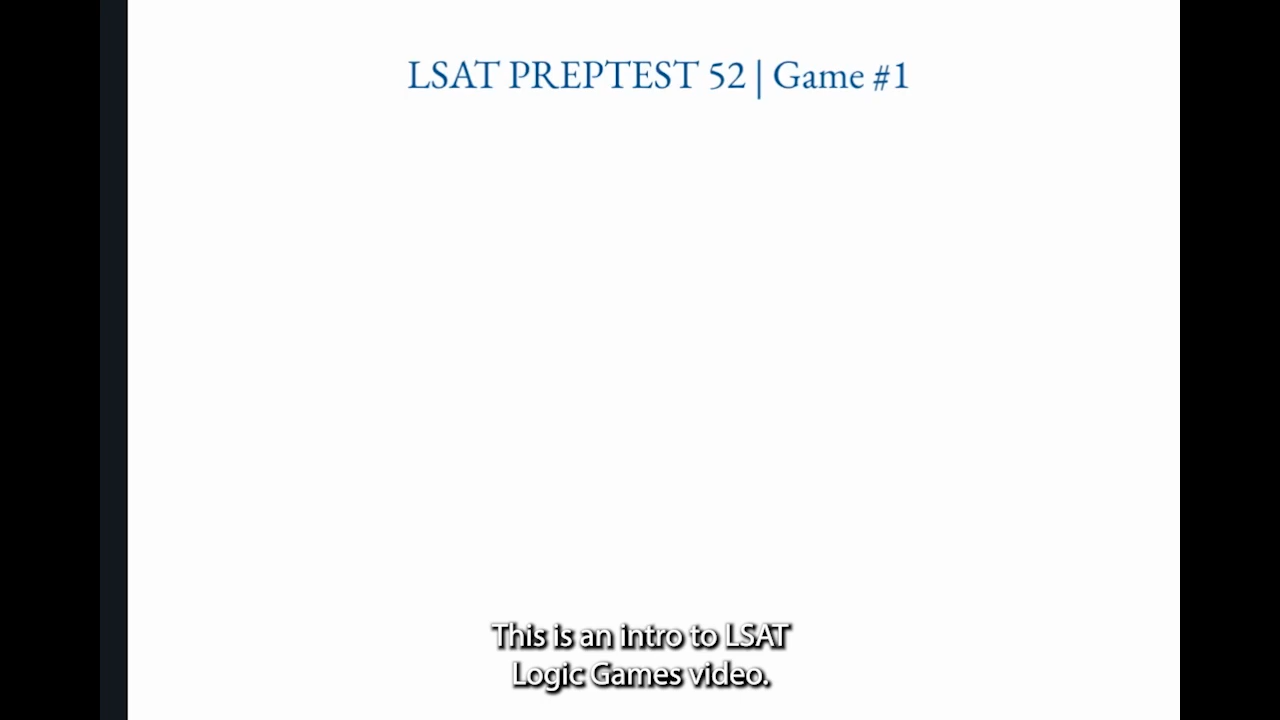 LSAT PREPTEST 52 | Game #1
This is an intro to LSAT
Logic Games video.